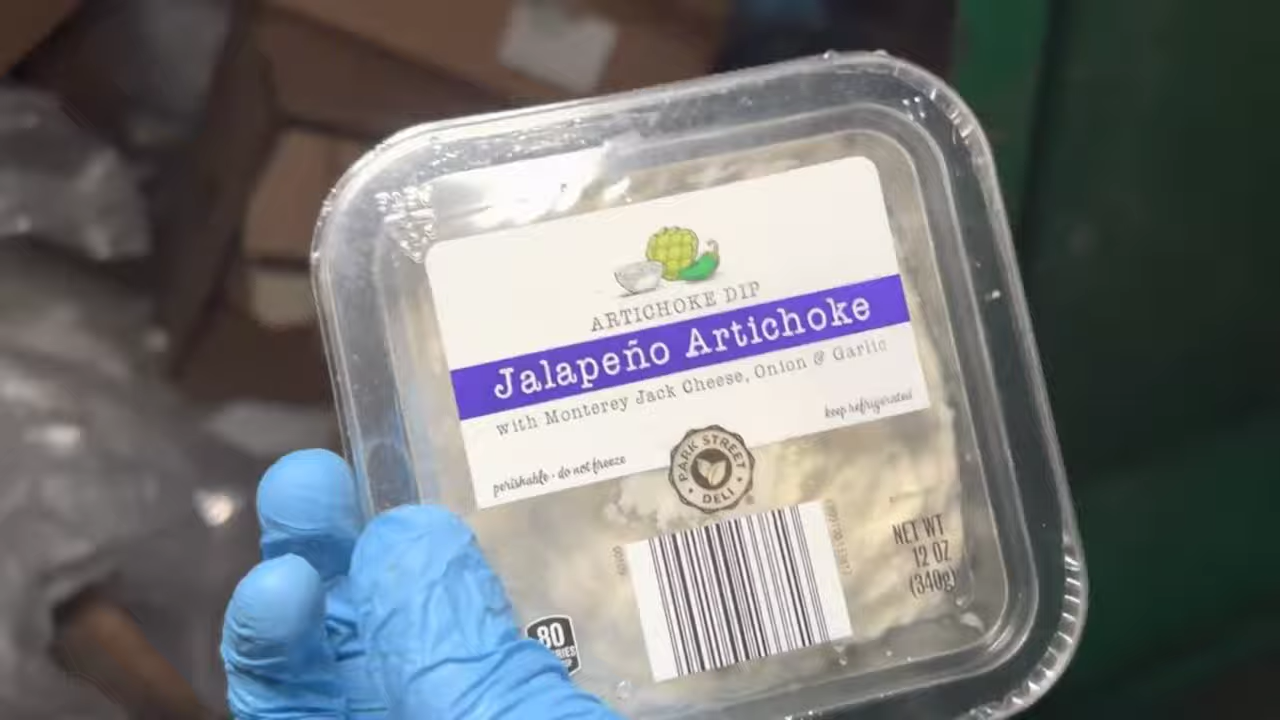 ARTICHOKE DIP
Jalapeño Artichoke
with Monterey Jack Cheese, Onion & Garlic
perishable - do not freeze
keep refrigerated
PARK STREET
DELI
®
NET WT
12 OZ
(340g)
80